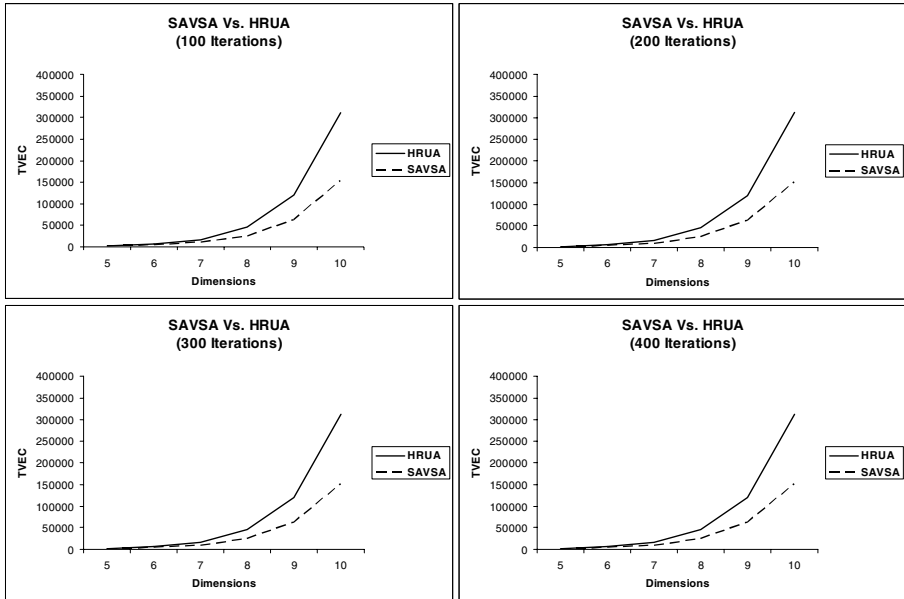 SAVSA Vs. HRUA
(100 Iterations)
400000
350000
300000
250000
200000
150000
100000
50000
0
TVEC
5 6 7 8 9 10
Dimensions
HRUA
SAVSA
SAVSA Vs. HRUA
(200 Iterations)
400000
350000
300000
250000
200000
150000
100000
50000
0
TVEC
5 6 7 8 9 10
Dimensions
HRUA
SAVSA
SAVSA Vs. HRUA
(300 Iterations)
400000
350000
300000
250000
200000
150000
100000
50000
0
TVEC
5 6 7 8 9 10
Dimensions
HRUA
SAVSA
SAVSA Vs. HRUA
(400 Iterations)
400000
350000
300000
250000
200000
150000
100000
50000
0
TVEC
5 6 7 8 9 10
Dimensions
HRUA
SAVSA